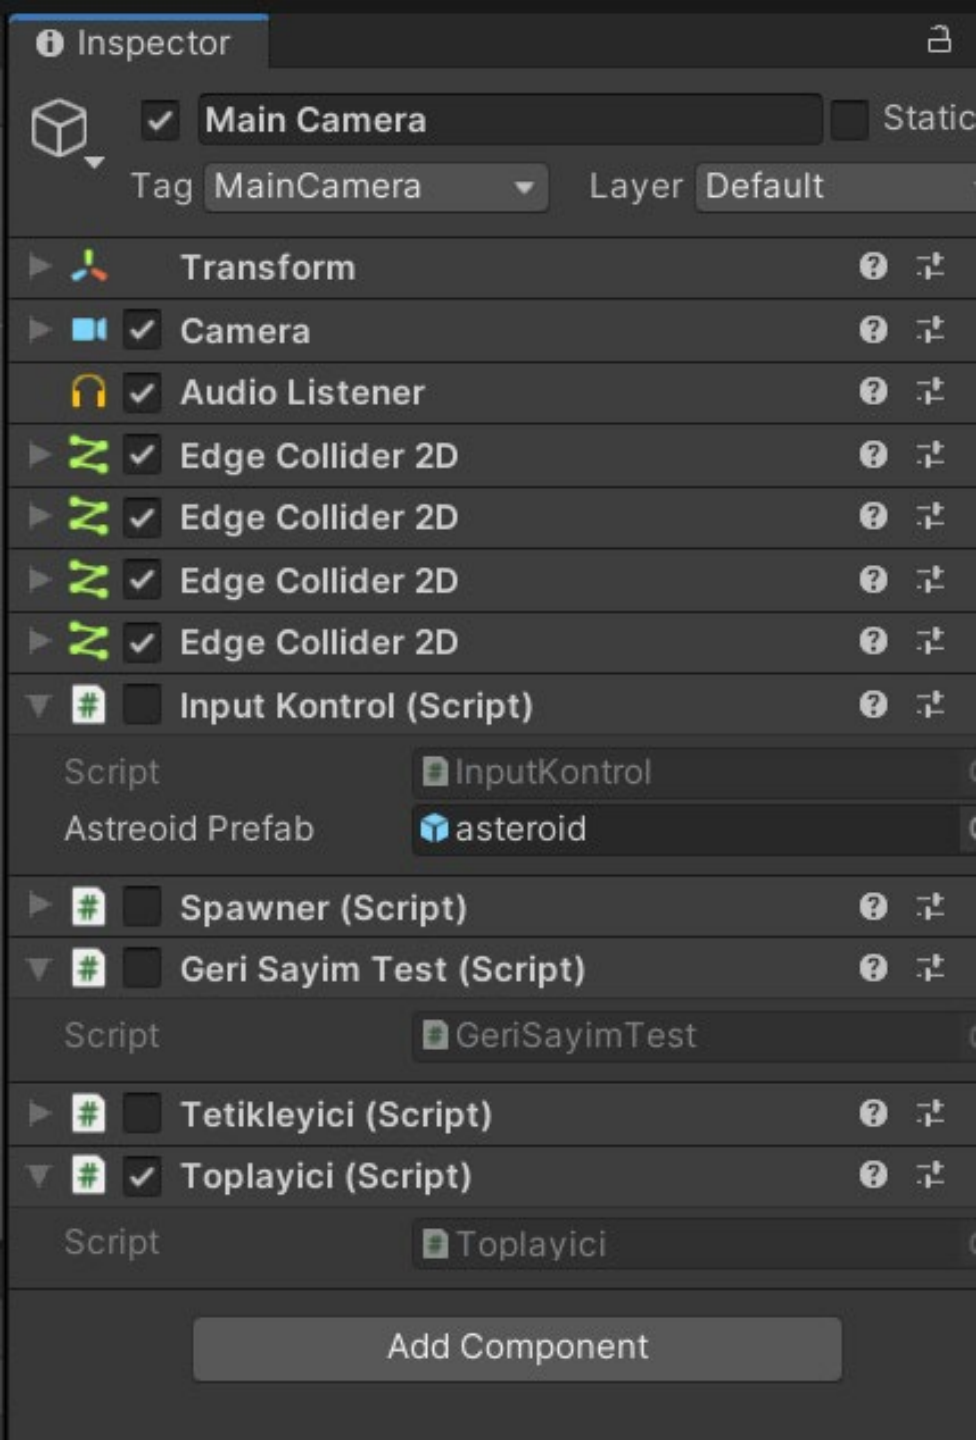 Inspector
Main Camera
Static
Tag MainCamera Layer Default
Transform
Camera
Audio Listener
Edge Collider 2D
Edge Collider 2D
Edge Collider 2D
Edge Collider 2D
# Input Kontrol (Script)
Script # InputKontrol
Astreoid Prefab asteroid
# Spawner (Script)
# Geri Sayim Test (Script)
Script # GeriSayimTest
# Tetikleyici (Script)
# Toplayici (Script)
Script # Toplayici
Add Component